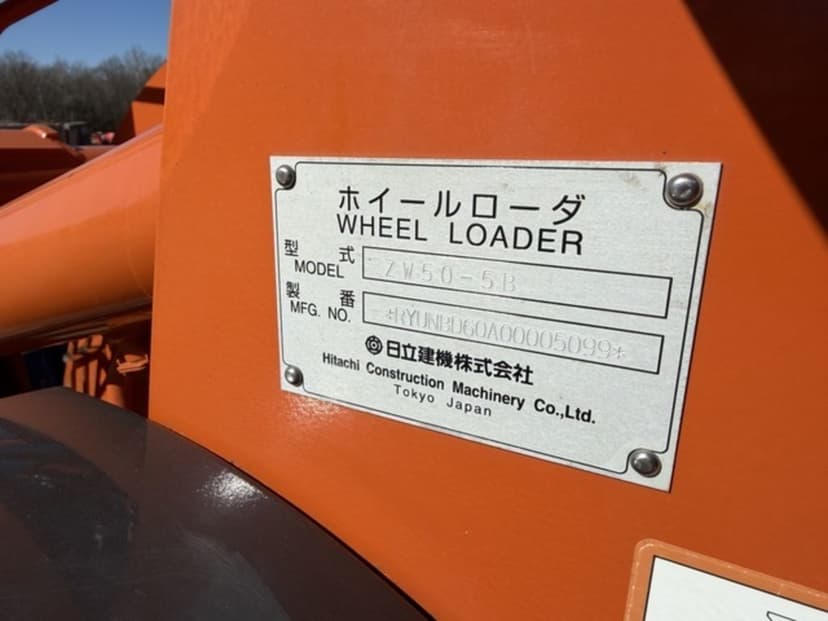 ホイールローダ
WHEEL LOADER
型式 ZW50-5B
MODEL
製番 *RYUNBD60A00005099*
MFG. NO.
日立建機株式会社
Hitachi Construction Machinery Co.,Ltd.
Tokyo Japan